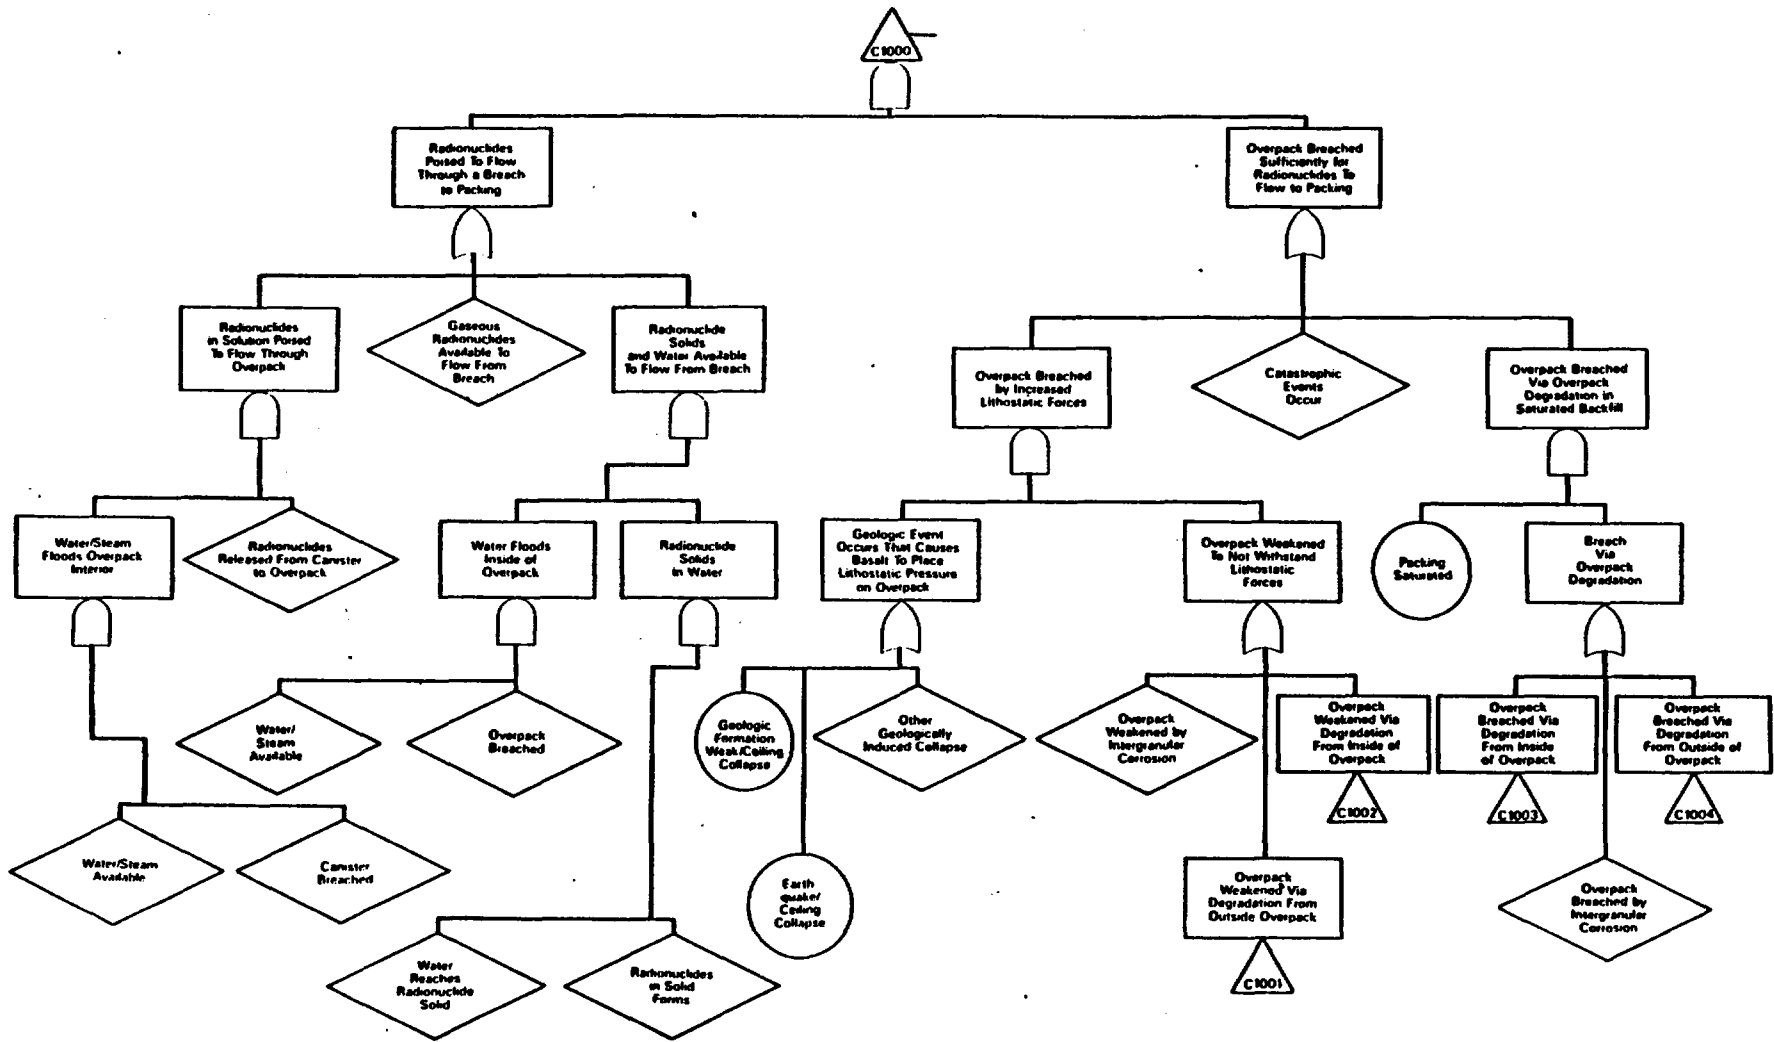 C1000
Radionuclides
Poised To Flow
Through a Breach
to Packing
Overpack Breached
Sufficiently for
Radionuclides To
Flow to Packing
Radionuclides
in Solution Poised
To Flow Through
Overpack
Gaseous
Radionuclides
Available To
Flow From
Breach
Radionuclide
Solids
and Water Available
To Flow From Breach
Overpack Breached
by Increased
Lithostatic Forces
Catastrophic
Events
Occur
Overpack Breached
Via Overpack
Degradation in
Saturated Backfill
Water/Steam
Floods Overpack
Interior
Radionuclides
Released From Canister
to Overpack
Water Floods
Inside of
Overpack
Radionuclide
Solids
in Water
Geologic Event
Occurs That Causes
Basalt To Place
Lithostatic Pressure
on Overpack
Overpack Weakened
To Not Withstand
Lithostatic
Forces
Packing
Saturated
Breach
Via
Overpack
Degradation
Water/
Steam
Available
Overpack
Breached
Geologic
Formation
Weak/Ceiling
Collapse
Other
Geologically
Induced Collapse
Overpack
Weakened by
Intergranular
Corrosion
Overpack
Weakened Via
Degradation
From Inside of
Overpack
C1002
Overpack
Breached Via
Degradation
From Inside
of Overpack
C1003
Overpack
Breached Via
Degradation
From Outside of
Overpack
C1004
Water/Steam
Available
Canister
Breached
Earth
quake/
Ceiling
Collapse
Overpack
Weakened Via
Degradation From
Outside Overpack
C1001
Overpack
Breached by
Intergranular
Corrosion
Water
Reaches
Radionuclide
Solid
Radionuclides
in Solid
Forms